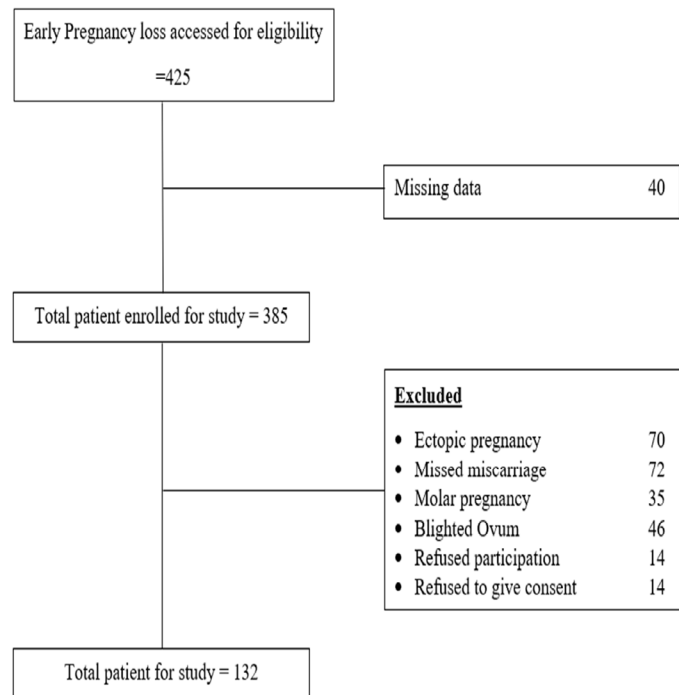 Early Pregnancy loss accessed for eligibility
=425
Missing data 40
Total patient enrolled for study = 385
Excluded
• Ectopic pregnancy 70
• Missed miscarriage 72
• Molar pregnancy 35
• Blighted Ovum 46
• Refused participation 14
• Refused to give consent 14
Total patient for study = 132